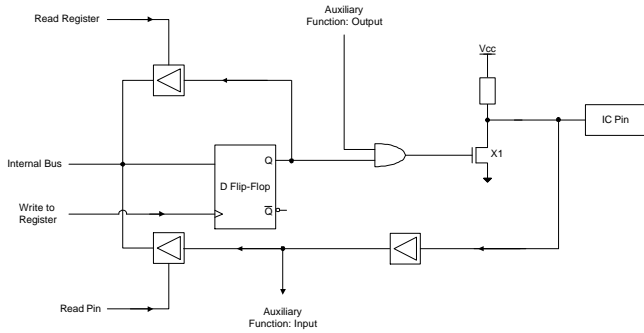 Read Register
Auxiliary
Function: Output
Vcc
IC Pin
X1
Internal Bus
Q
D Flip-Flop
Q
Write to
Register
Read Pin
Auxiliary
Function: Input